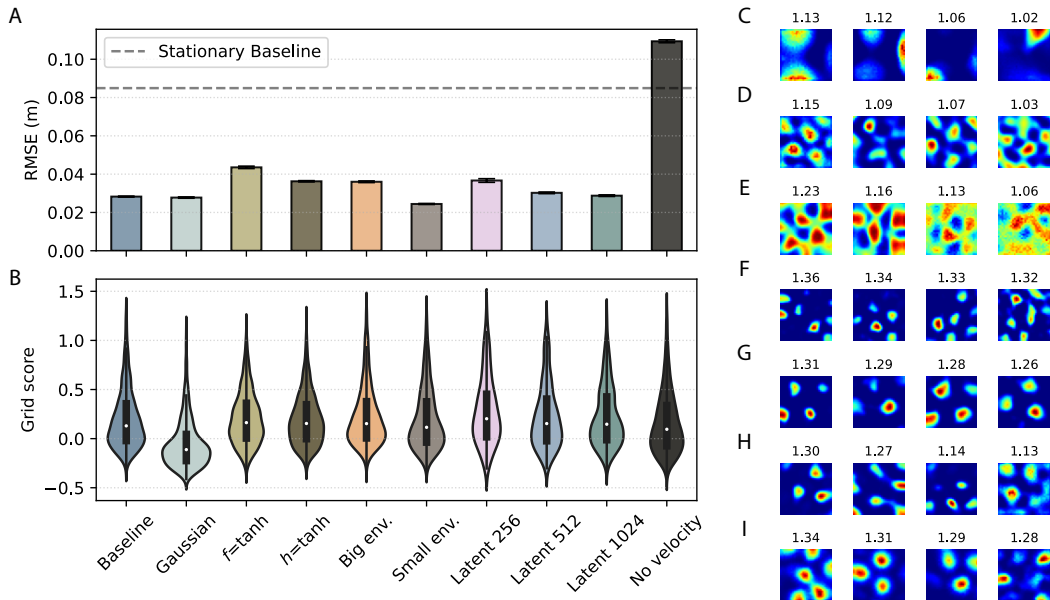 A
RMSE (m)
0.10
0.08
0.06
0.04
0.02
0.00
Stationary Baseline
B
Grid score
1.5
1.0
0.5
0.0
−0.5
Baseline
Gaussian
f=tanh
h=tanh
Big env.
Small env.
Latent 256
Latent 512
Latent 1024
No velocity
C
1.13 1.12 1.06 1.02
D
1.15 1.09 1.07 1.03
E
1.23 1.16 1.13 1.06
F
1.36 1.34 1.33 1.32
G
1.31 1.29 1.28 1.26
H
1.30 1.27 1.14 1.13
I
1.34 1.31 1.29 1.28